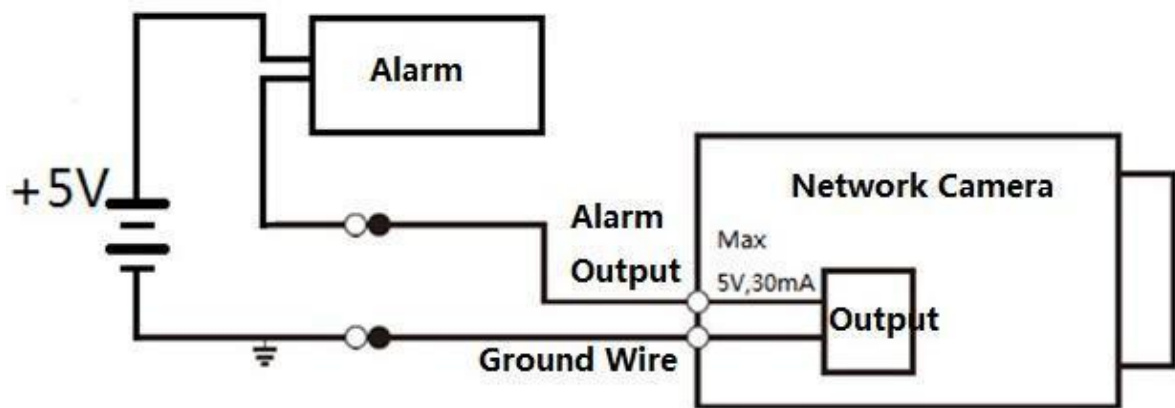 Alarm
+5V
Network Camera
Alarm
Output
Max
5V,30mA
Output
Ground Wire